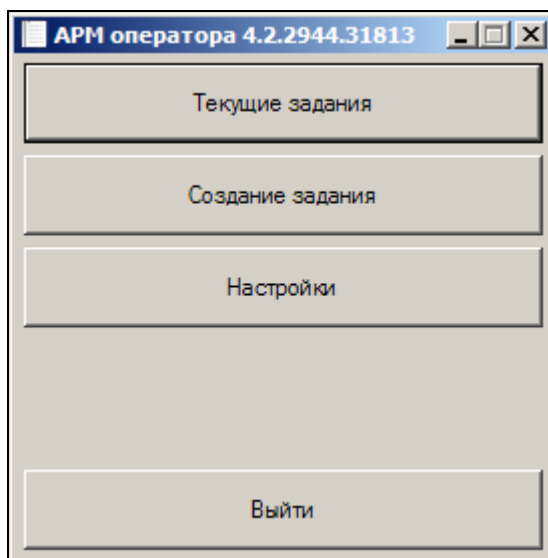 АРМ оператора 4.2.2944.31813
Текущие задания
Создание задания
Настройки
Выйти